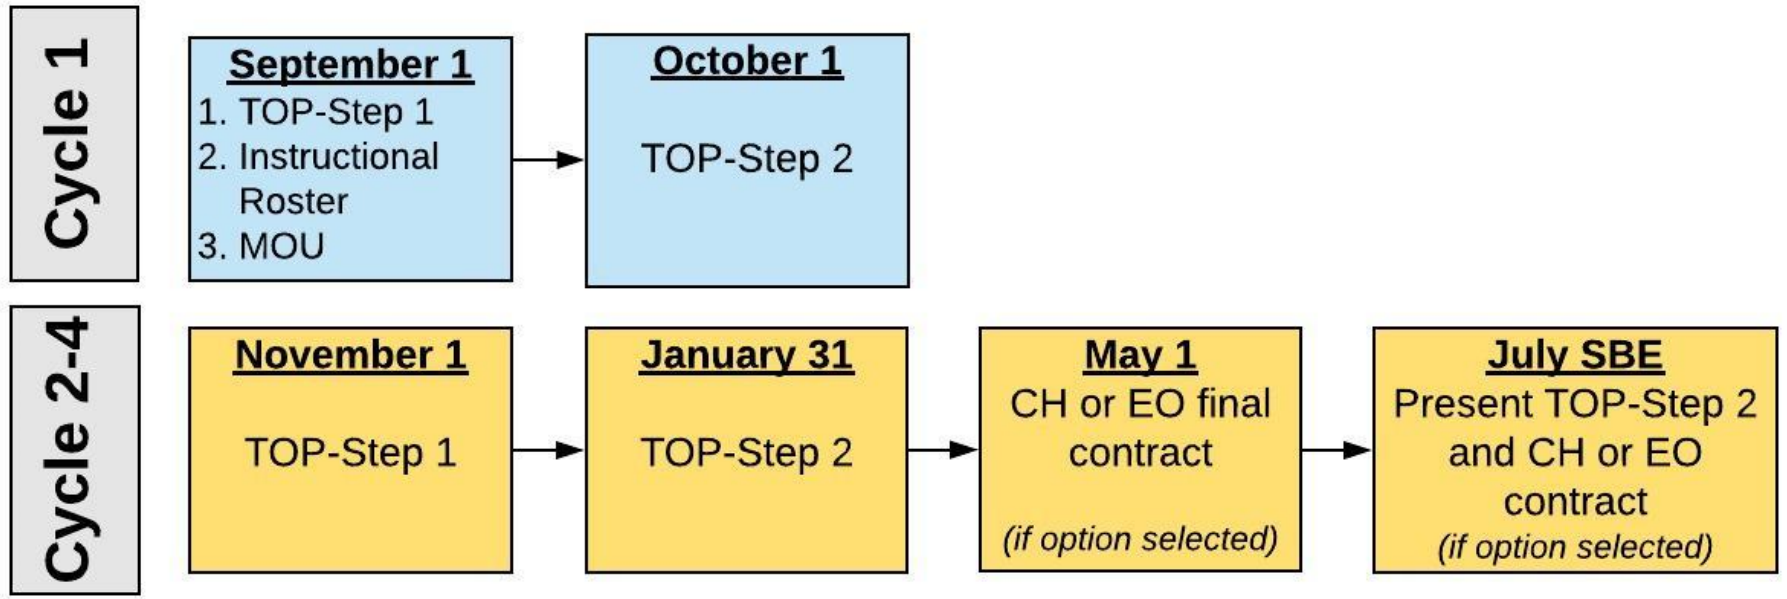 Cycle 1
September 1
1. TOP-Step 1
2. Instructional
Roster
3. MOU
October 1
TOP-Step 2
Cycle 2-4
November 1
TOP-Step 1
January 31
TOP-Step 2
May 1
CH or EO final
contract
(if option selected)
July SBE
Present TOP-Step 2
and CH or EO
contract
(if option selected)